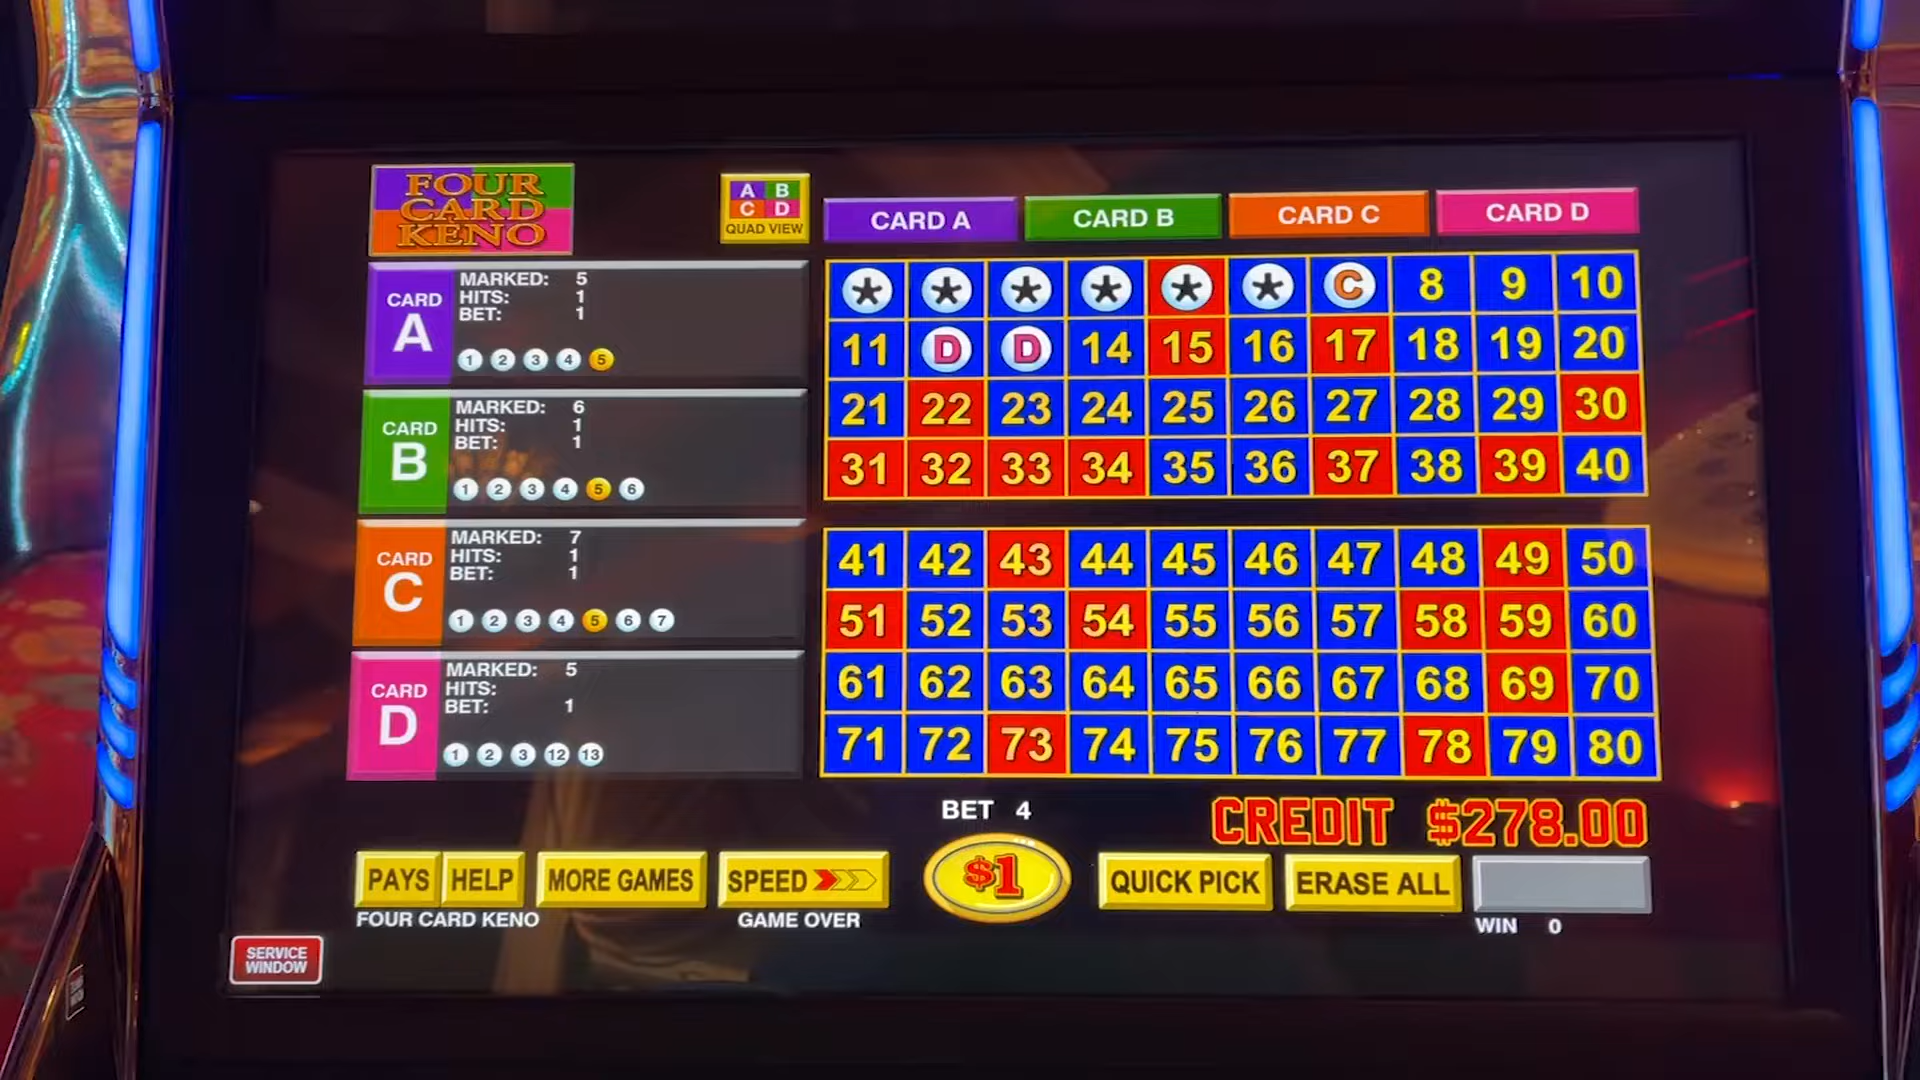 FOUR
CARD
KENO
A B
C D
QUAD VIEW
CARD A
CARD B
CARD C
CARD D
CARD
A
MARKED: 5
HITS: 1
BET: 1
1 2 3 4 5
CARD
B
MARKED: 6
HITS: 1
BET: 1
1 2 3 4 5 6
CARD
C
MARKED: 7
HITS: 1
BET: 1
1 2 3 4 5 6 7
CARD
D
MARKED: 5
HITS:
BET: 1
1 2 3 12 13
* * * * * * C 8 9 10
11 D D 14 15 16 17 18 19 20
21 22 23 24 25 26 27 28 29 30
31 32 33 34 35 36 37 38 39 40
41 42 43 44 45 46 47 48 49 50
51 52 53 54 55 56 57 58 59 60
61 62 63 64 65 66 67 68 69 70
71 72 73 74 75 76 77 78 79 80
BET 4
CREDIT $278.00
PAYS
HELP
MORE GAMES
SPEED
$1
QUICK PICK
ERASE ALL
FOUR CARD KENO
GAME OVER
WIN 0
SERVICE
WINDOW